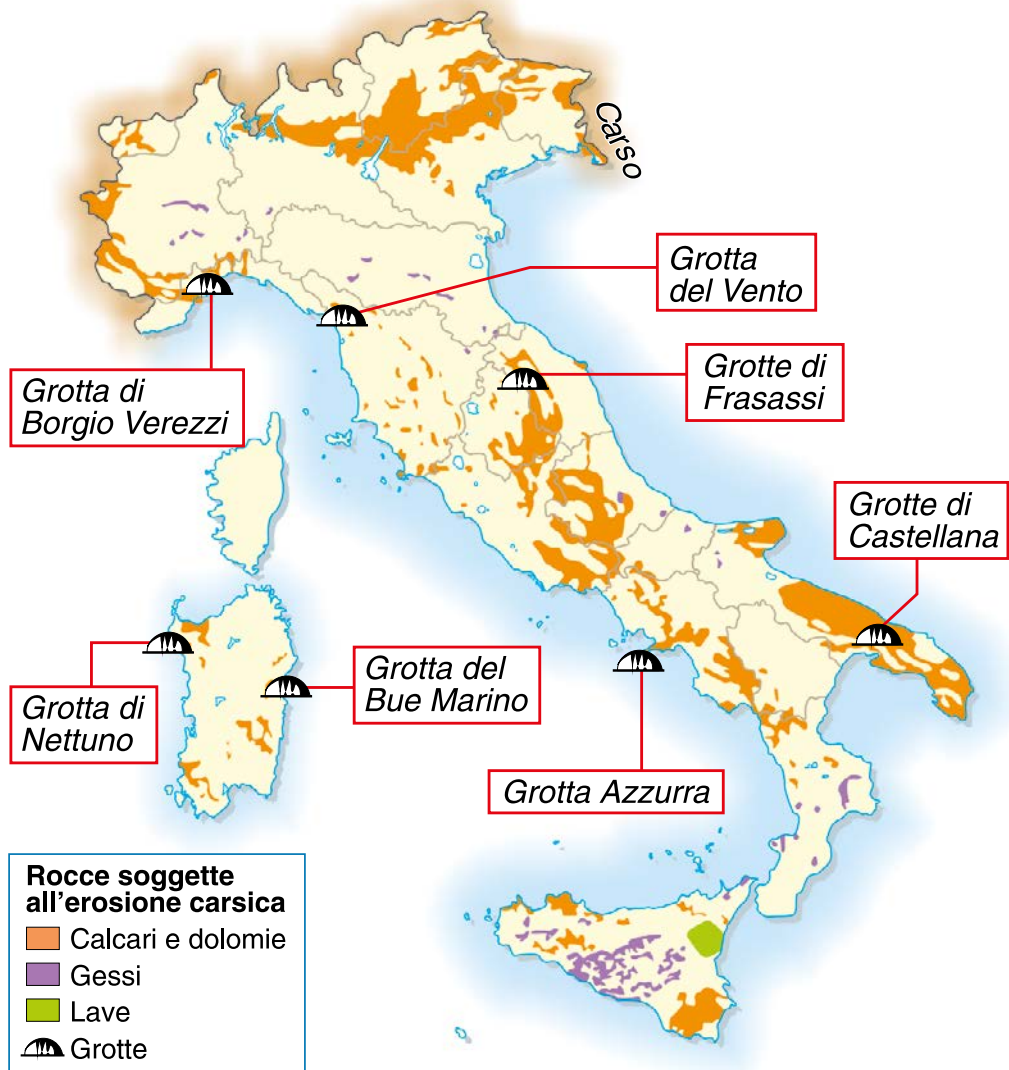 Carso
Grotta
del Vento
Grotta di
Borgio Verezzi
Grotte di
Frasassi
Grotte di
Castellana
Grotta di
Nettuno
Grotta del
Bue Marino
Grotta Azzurra
Rocce soggette
all'erosione carsica
Calcari e dolomie
Gessi
Lave
Grotte